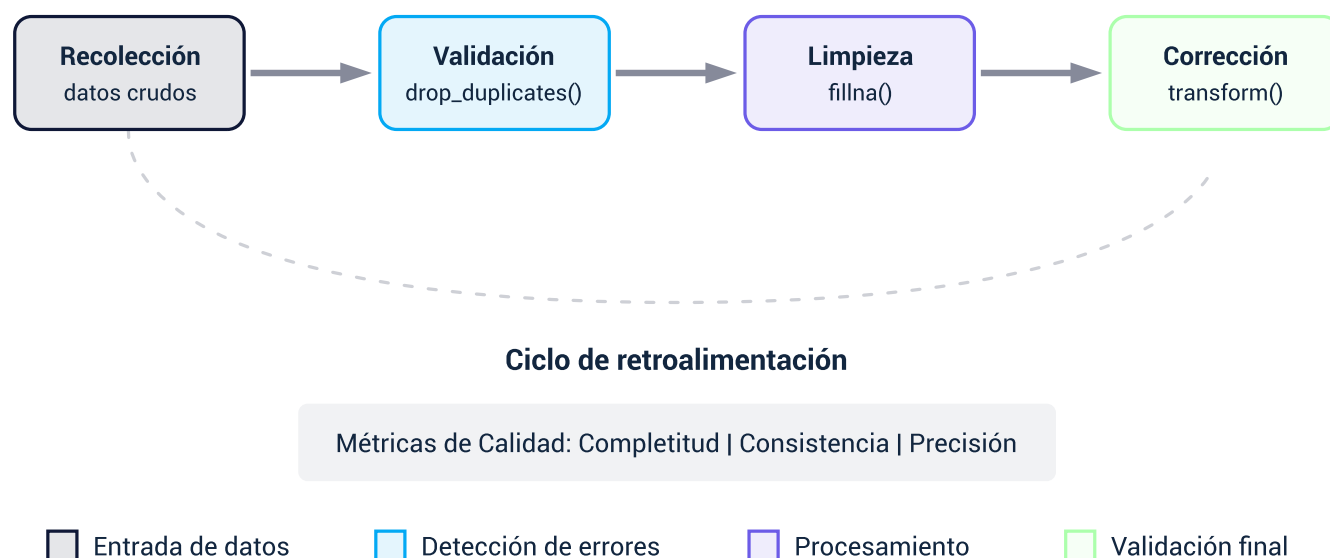 Recolección
datos crudos
Validación
drop_duplicates()
Limpieza
fillna()
Corrección
transform()
Ciclo de retroalimentación
Métricas de Calidad: Completitud | Consistencia | Precisión
Entrada de datos
Detección de errores
Procesamiento
Validación final